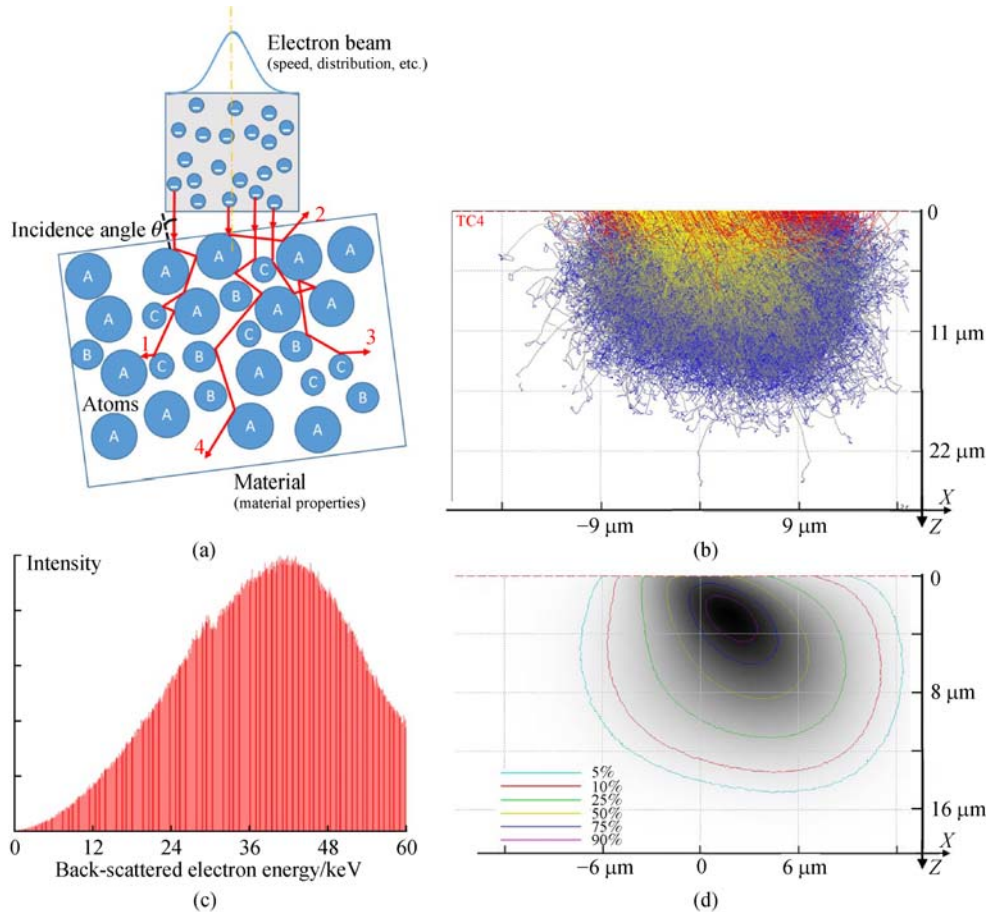 Electron beam
(speed, distribution, etc.)
Incidence angle θ
2
A
A
A
A
A
C
B
A
A
A
C
A
C
B
1
3
B
A
C
B
A
C
C
B
B
Atoms
A
A
A
A
4
Material
(material properties)
(a)
TC4
0
11 μm
22 μm
X
Z
−9 μm
9 μm
(b)
Intensity
0
12
24
36
48
60
Back-scattered electron energy/keV
(c)
0
8 μm
16 μm
5%
10%
25%
50%
75%
90%
X
Z
−6 μm
0
6 μm
(d)